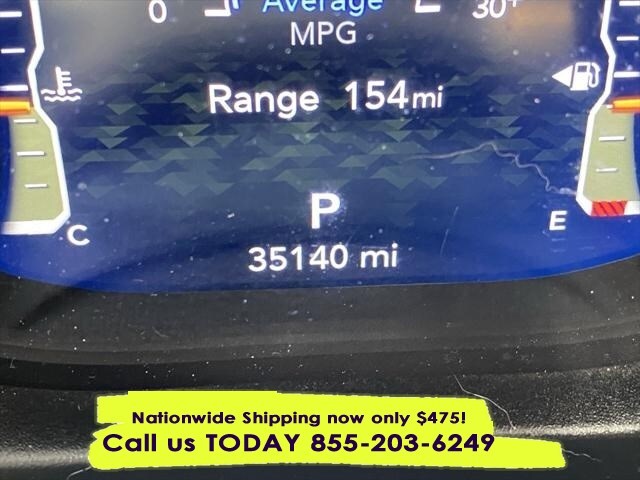 Average
0 30+
MPG
Range 154mi
P
C E
35140 mi
Nationwide Shipping now only $475!
Call us TODAY 855-203-6249